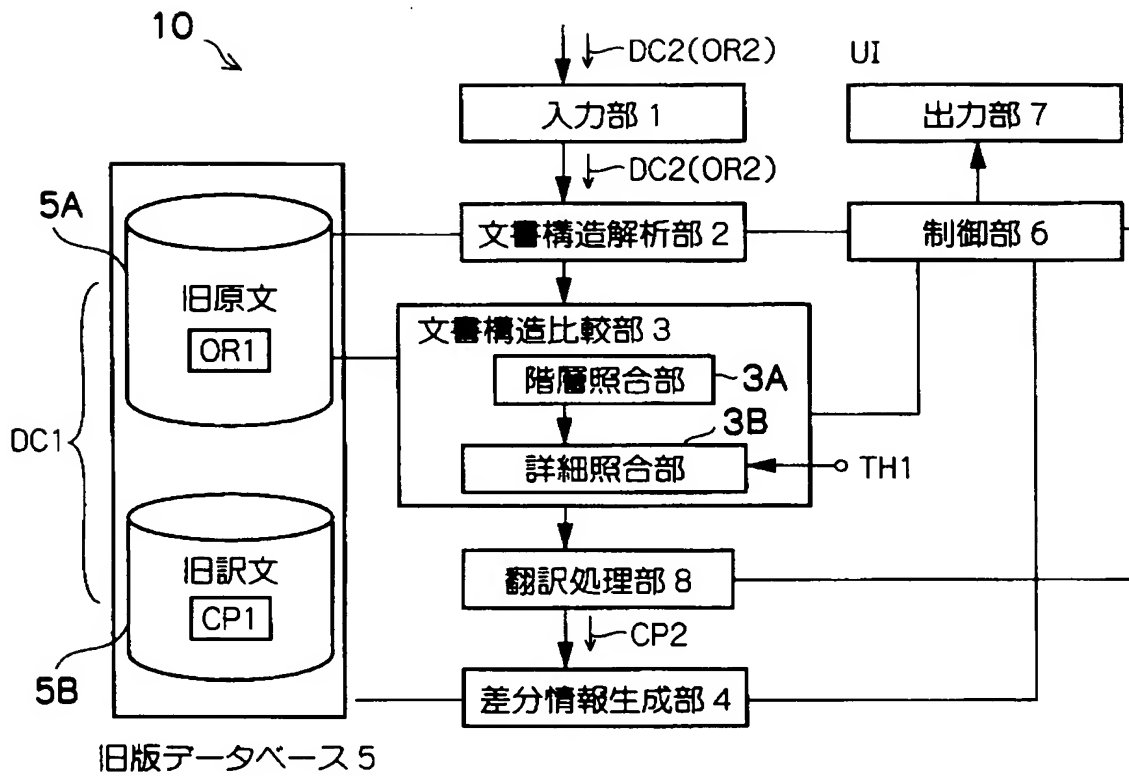 10
DC2(OR2)
UI
入力部 1
出力部 7
DC2(OR2)
5A
文書構造解析部 2
制御部 6
旧原文
OR1
文書構造比較部 3
階層照合部
3A
3B
DC1
詳細照合部
TH1
旧訳文
CP1
翻訳処理部 8
CP2
5B
差分情報生成部 4
旧版データベース 5